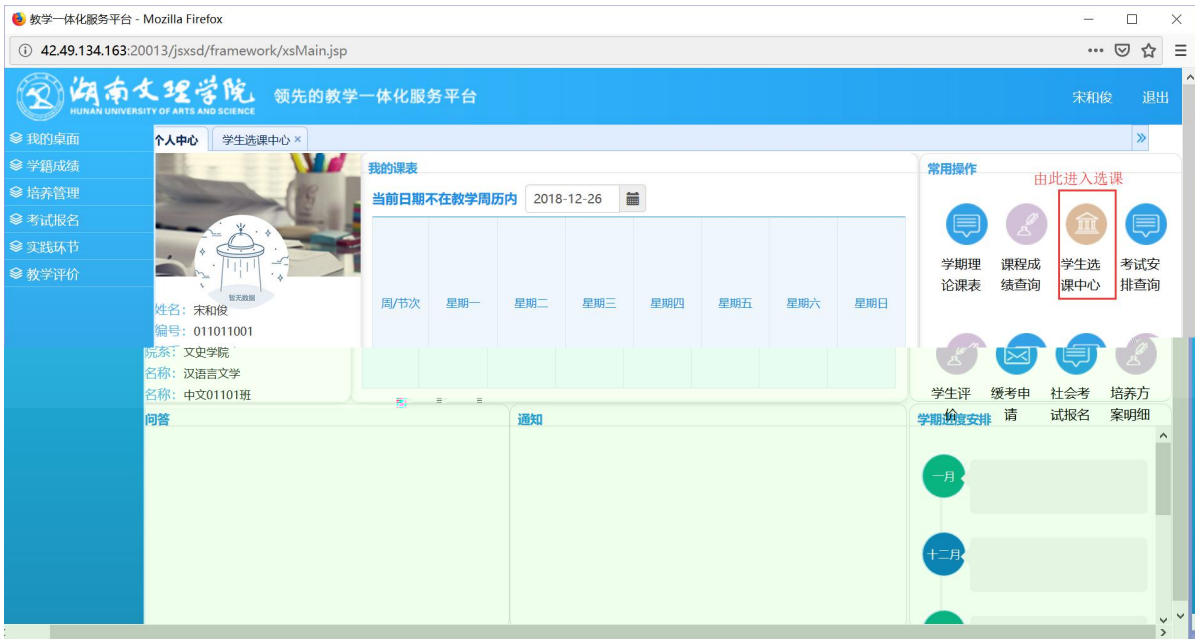 教学一体化服务平台 - Mozilla Firefox
42.49.134.163:20013/jsxsd/framework/xsMain.jsp
湖南文理学院
HUNAN UNIVERSITY OF ARTS AND SCIENCE
领先的教学一体化服务平台
宋和俊 退出
我的桌面
学籍成绩
培养管理
考试报名
实践环节
教学评价
个人中心 学生选课中心 ×
暂无数据
姓名：宋和俊
编号：011011001
院系：文史学院
名称：汉语言文学
名称：中文01101班
我的课表
当前日期不在教学周历内 2018-12-26
周/节次 星期一 星期二 星期三 星期四 星期五 星期六 星期日
常用操作
由此进入选课
学期理论课表
课程成绩查询
学生选课中心
考试安排查询
学生评价
缓考申请
社会考试报名
培养方案明细
问答
通知
学期进度安排
一月
十二月